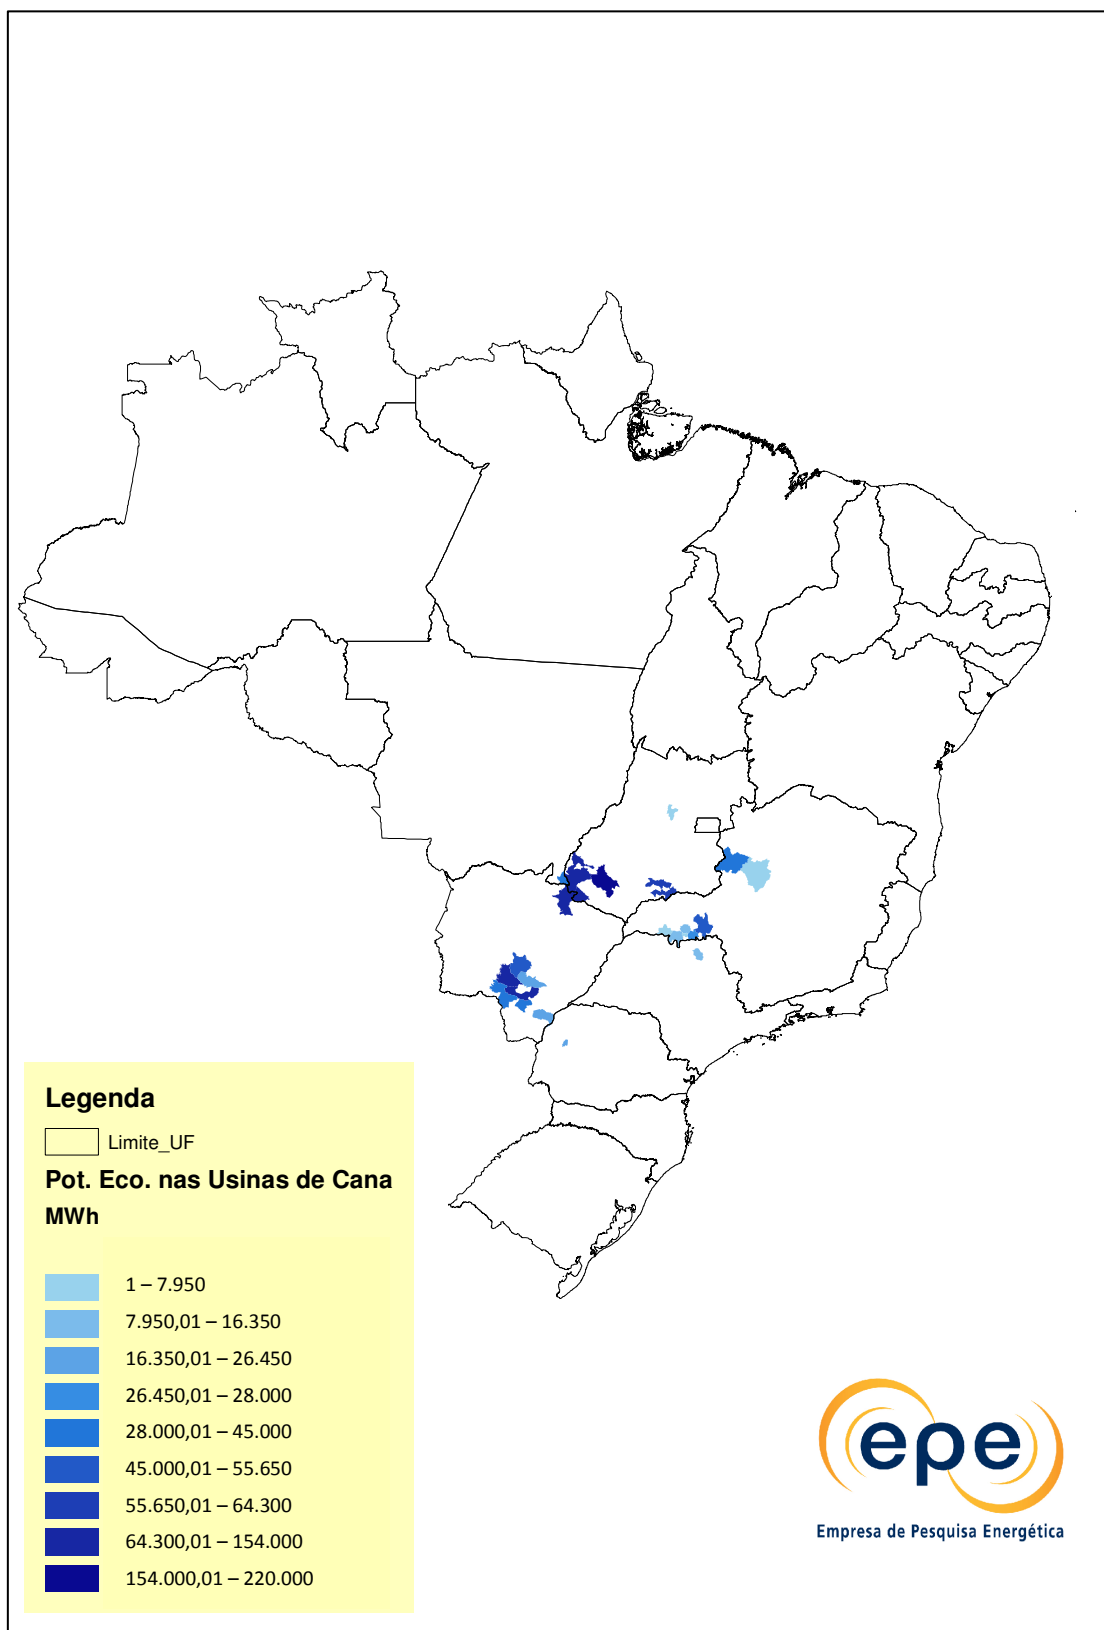 Legenda
Limite_UF
Pot. Eco. nas Usinas de Cana
MWh
1 – 7.950
7.950,01 – 16.350
16.350,01 – 26.450
26.450,01 – 28.000
28.000,01 – 45.000
45.000,01 – 55.650
55.650,01 – 64.300
64.300,01 – 154.000
154.000,01 – 220.000
epe
Empresa de Pesquisa Energética